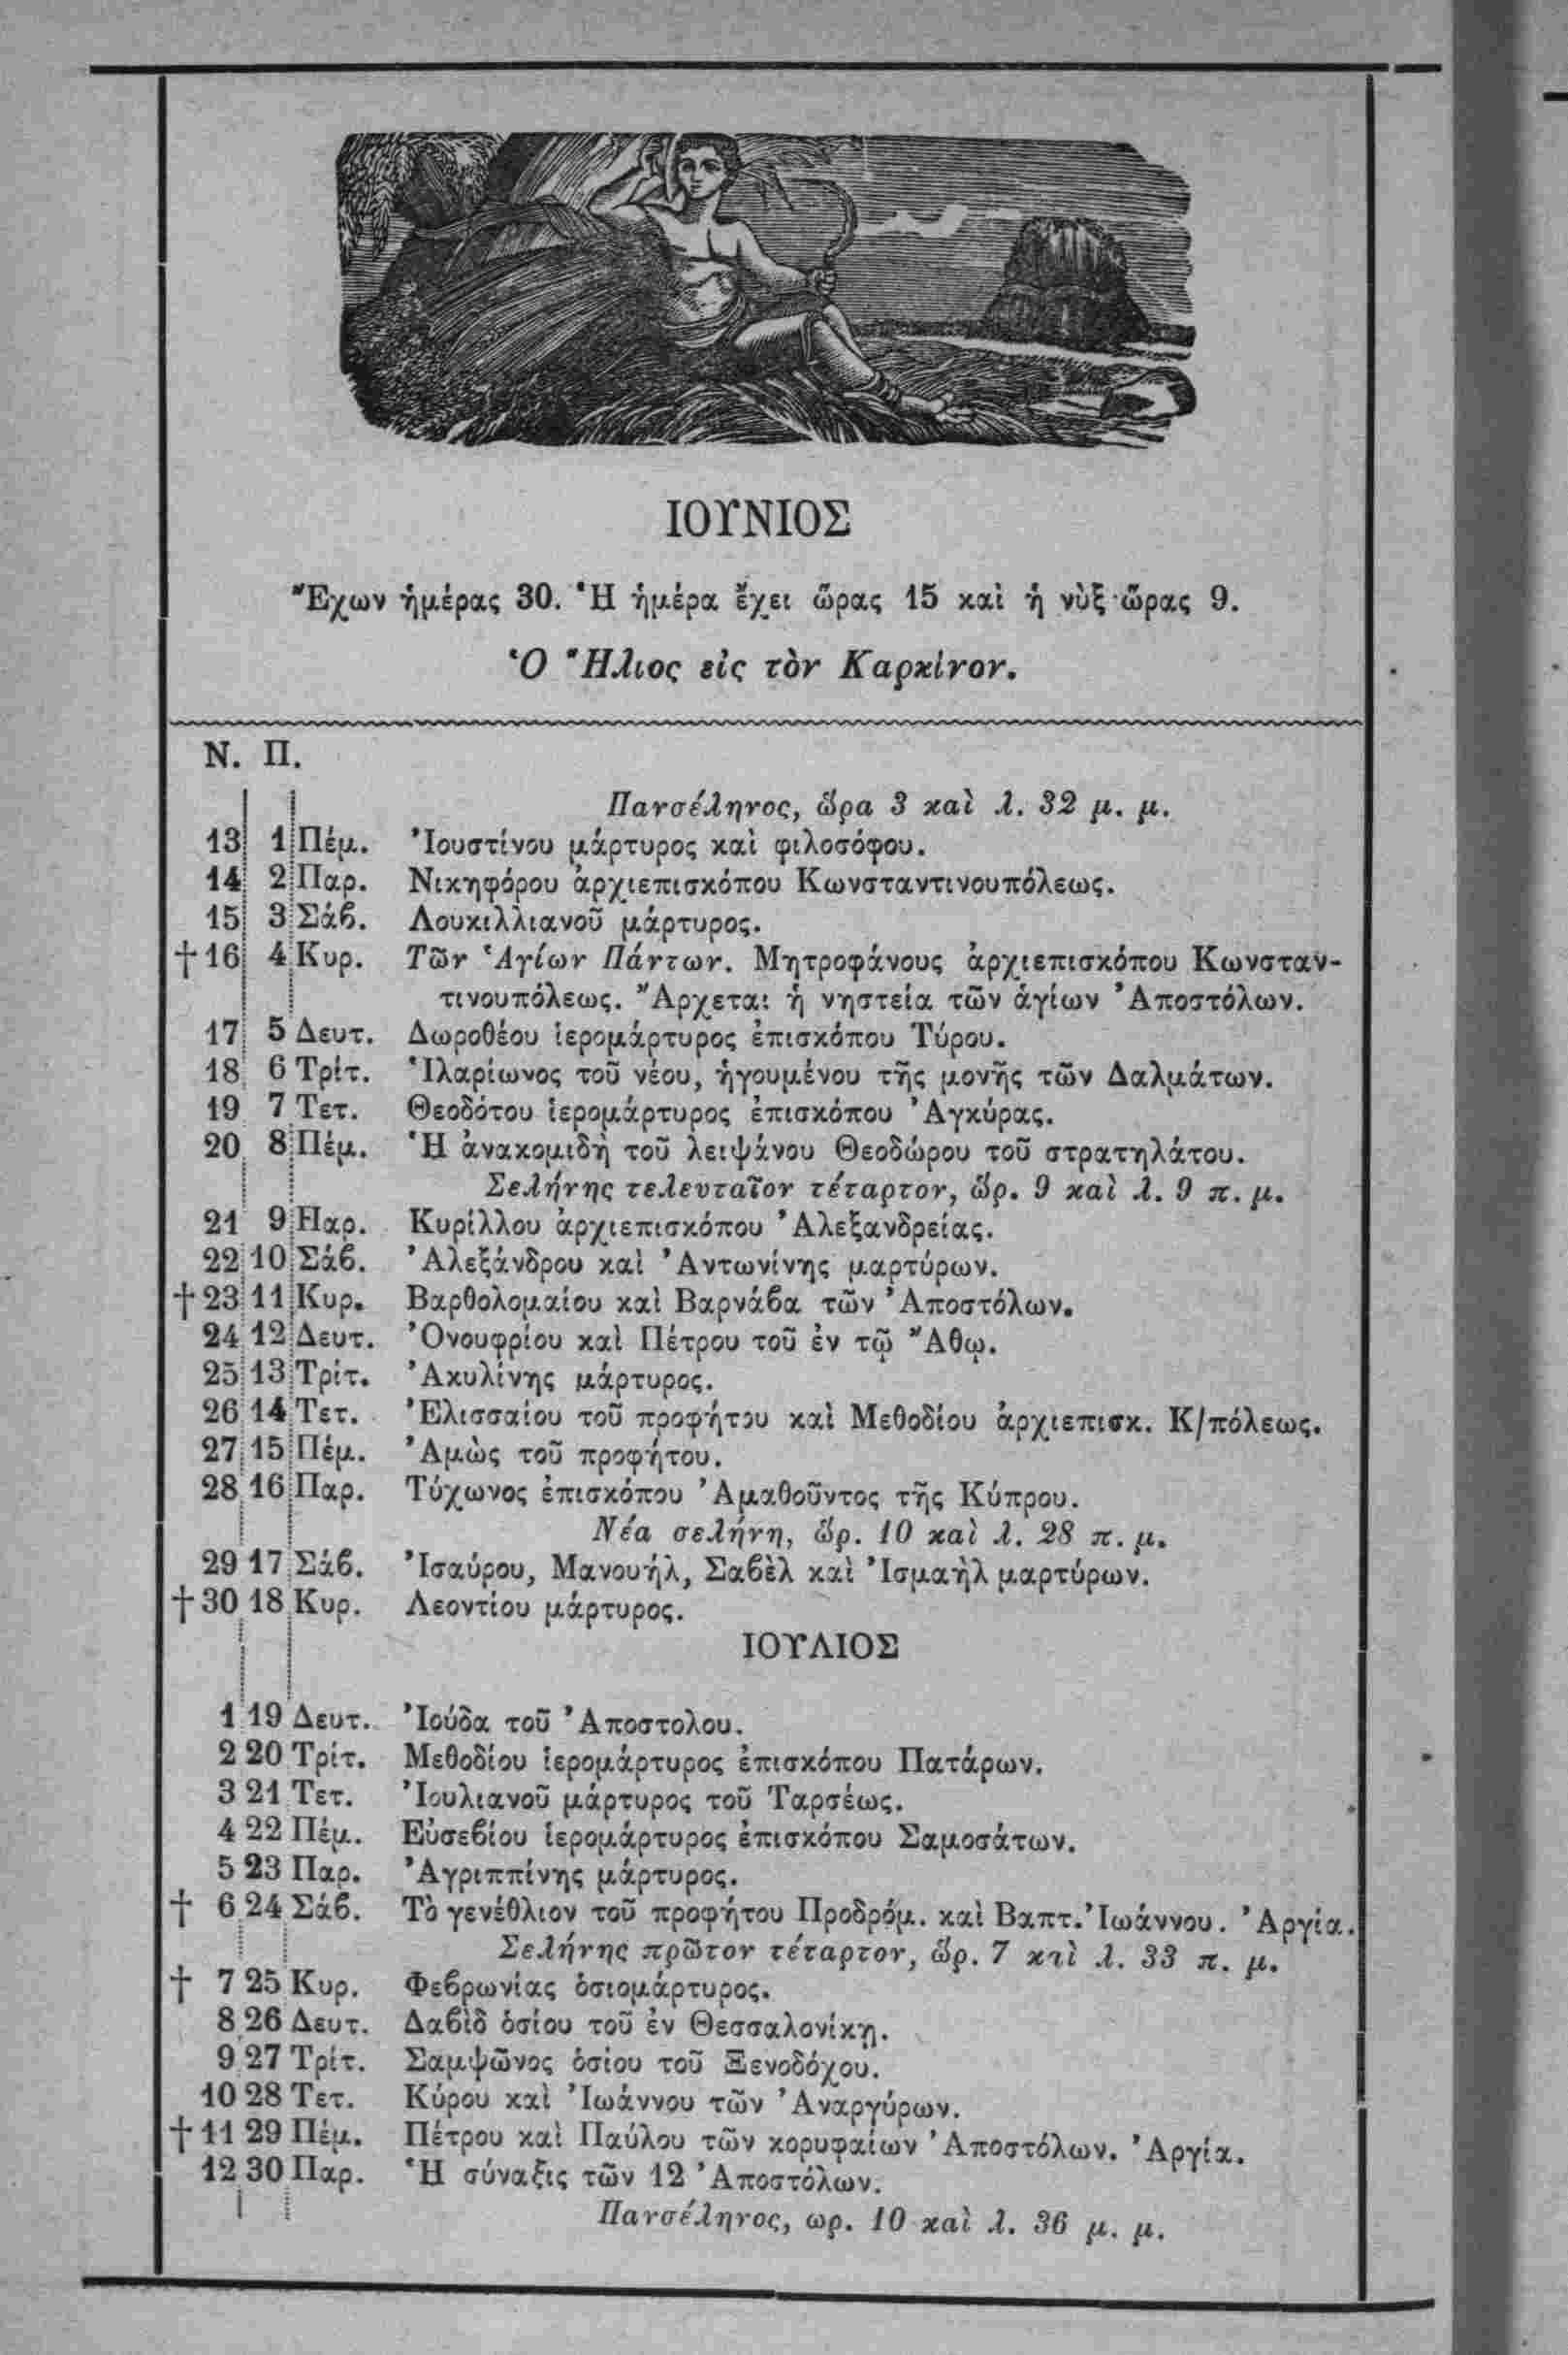 ΙΟΥΝΙΟΣ
Ἔχων ἡμέρας 30. Ἡ ἡμέρα ἔχει ὥρας 15 καὶ ἡ νὺξ ὥρας 9.
Ὁ Ἥλιος εἰς τὸν Καρκίνον.
Ν. Π.
Πανσέληνος, ὥρα 3 καὶ λ. 32 μ. μ.
13 1 Πέμ. Ἰουστίνου μάρτυρος καὶ φιλοσόφου.
14 2 Παρ. Νικηφόρου ἀρχιεπισκόπου Κωνσταντινουπόλεως.
15 3 Σάβ. Λουκιλλιανοῦ μάρτυρος.
†16 4 Κυρ. Τῶν Ἁγίων Πάντων. Μητροφάνους ἀρχιεπισκόπου Κωνσταν-
τινουπόλεως. Ἄρχεται ἡ νηστεία τῶν ἁγίων Ἀποστόλων.
17 5 Δευτ. Δωροθέου ἱερομάρτυρος ἐπισκόπου Τύρου.
18 6 Τρίτ. Ἱλαρίωνος τοῦ νέου, ἡγουμένου τῆς μονῆς τῶν Δαλμάτων.
19 7 Τετ. Θεοδότου ἱερομάρτυρος ἐπισκόπου Ἀγκύρας.
20 8 Πέμ. Ἡ ἀνακομιδὴ τοῦ λειψάνου Θεοδώρου τοῦ στρατηλάτου.
Σελήνης τελευταῖον τέταρτον, ὥρ. 9 καὶ λ. 9 π. μ.
21 9 Παρ. Κυρίλλου ἀρχιεπισκόπου Ἀλεξανδρείας.
22 10 Σάβ. Ἀλεξάνδρου καὶ Ἀντωνίνης μαρτύρων.
†23 11 Κυρ. Βαρθολομαίου καὶ Βαρνάβα τῶν Ἀποστόλων.
24 12 Δευτ. Ὀνουφρίου καὶ Πέτρου τοῦ ἐν τῷ Ἄθῳ.
25 13 Τρίτ. Ἀκυλίνης μάρτυρος.
26 14 Τετ. Ἐλισσαίου τοῦ προφήτου καὶ Μεθοδίου ἀρχιεπισκ. Κ/πόλεως.
27 15 Πέμ. Ἀμὼς τοῦ προφήτου.
28 16 Παρ. Τύχωνος ἐπισκόπου Ἀμαθοῦντος τῆς Κύπρου.
Νέα σελήνη, ὥρ. 10 καὶ λ. 28 π. μ.
29 17 Σάβ. Ἰσαύρου, Μανουήλ, Σαβὲλ καὶ Ἰσμαὴλ μαρτύρων.
†30 18 Κυρ. Λεοντίου μάρτυρος.
ΙΟΥΛΙΟΣ
1 19 Δευτ. Ἰούδα τοῦ Ἀποστολου.
2 20 Τρίτ. Μεθοδίου ἱερομάρτυρος ἐπισκόπου Πατάρων.
3 21 Τετ. Ἰουλιανοῦ μάρτυρος τοῦ Ταρσέως.
4 22 Πέμ. Εὐσεβίου ἱερομάρτυρος ἐπισκόπου Σαμοσάτων.
5 23 Παρ. Ἀγριππίνης μάρτυρος.
† 6 24 Σάβ. Τὸ γενέθλιον τοῦ προφήτου Προδρόμ. καὶ Βαπτ. Ἰωάννου. Ἀργία.
Σελήνης πρῶτον τέταρτον, ὥρ. 7 καὶ λ. 33 π. μ.
† 7 25 Κυρ. Φεβρωνίας ὁσιομάρτυρος.
8 26 Δευτ. Δαβὶδ ὁσίου τοῦ ἐν Θεσσαλονίκῃ.
9 27 Τρίτ. Σαμψῶνος ὁσίου τοῦ Ξενοδόχου.
10 28 Τετ. Κύρου καὶ Ἰωάννου τῶν Ἀναργύρων.
†11 29 Πέμ. Πέτρου καὶ Παύλου τῶν κορυφαίων Ἀποστόλων. Ἀργία.
12 30 Παρ. Ἡ σύναξις τῶν 12 Ἀποστόλων.
Πανσέληνος, ωρ. 10 καὶ λ. 36 μ. μ.